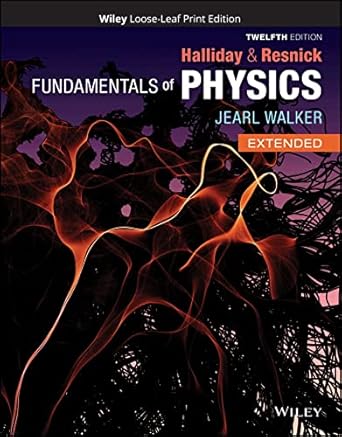 Wiley Loose-Leaf Print Edition
TWELFTH EDITION
Halliday & Resnick
FUNDAMENTALS of PHYSICS
JEARL WALKER
EXTENDED
WILEY